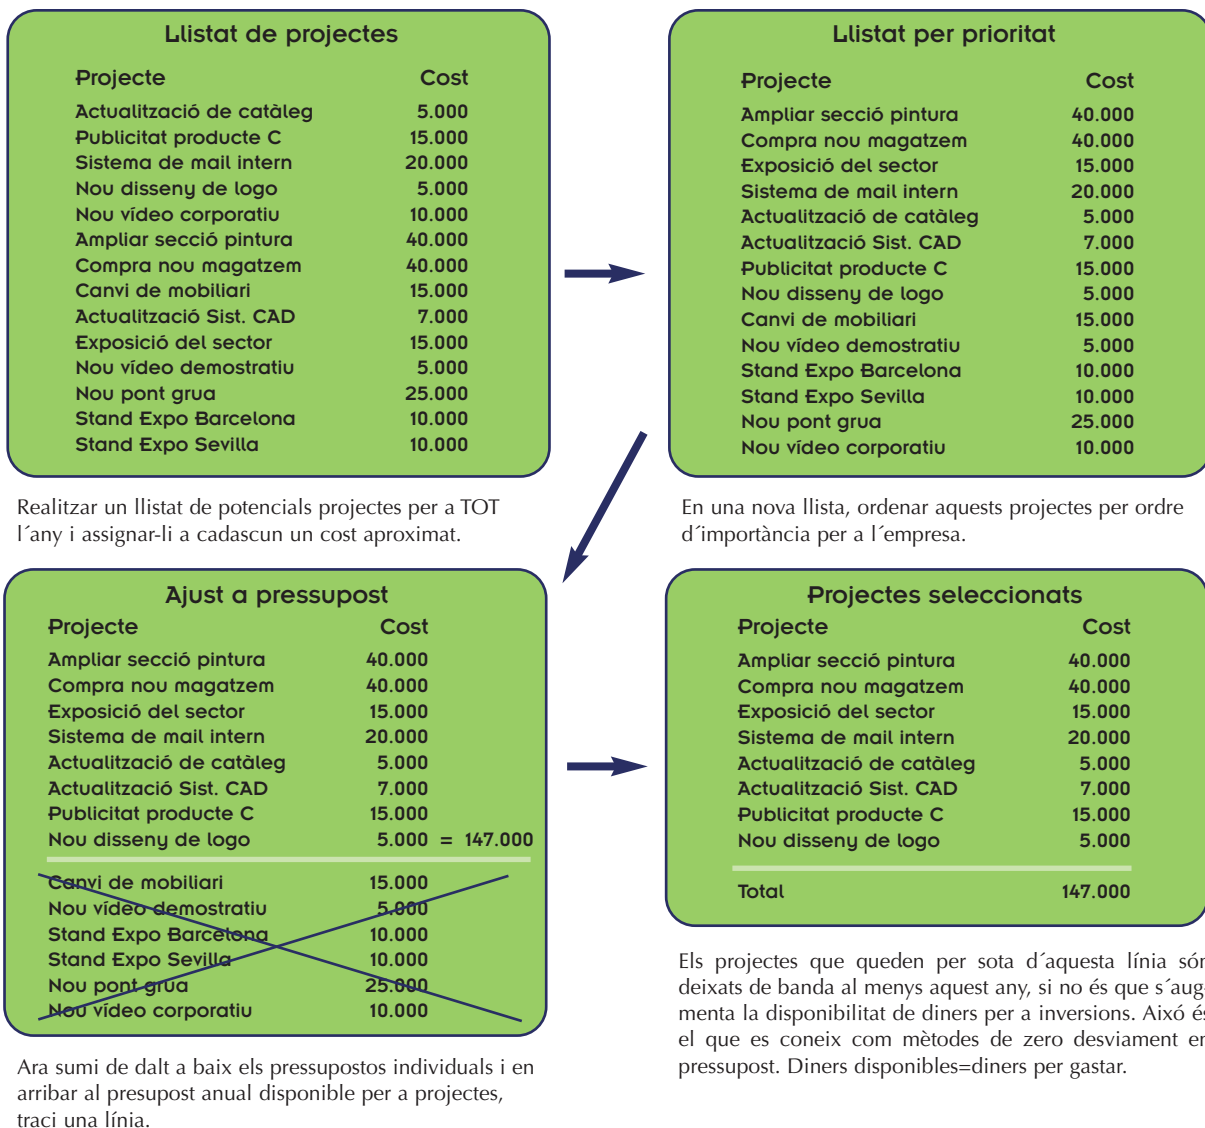 Llistat de projectes
Projecte Cost
Actualització de catàleg 5.000
Publicitat producte C 15.000
Sistema de mail intern 20.000
Nou disseny de logo 5.000
Nou vídeo corporatiu 10.000
Ampliar secció pintura 40.000
Compra nou magatzem 40.000
Canvi de mobiliari 15.000
Actualització Sist. CAD 7.000
Exposició del sector 15.000
Nou vídeo demostratiu 5.000
Nou pont grua 25.000
Stand Expo Barcelona 10.000
Stand Expo Sevilla 10.000
Realitzar un llistat de potencials projectes per a TOT
l´any i assignar-li a cadascun un cost aproximat.
Llistat per prioritat
Projecte Cost
Ampliar secció pintura 40.000
Compra nou magatzem 40.000
Exposició del sector 15.000
Sistema de mail intern 20.000
Actualització de catàleg 5.000
Actualització Sist. CAD 7.000
Publicitat producte C 15.000
Nou disseny de logo 5.000
Canvi de mobiliari 15.000
Nou vídeo demostratiu 5.000
Stand Expo Barcelona 10.000
Stand Expo Sevilla 10.000
Nou pont grua 25.000
Nou vídeo corporatiu 10.000
En una nova llista, ordenar aquests projectes per ordre
d´importància per a l´empresa.
Ajust a pressupost
Projecte Cost
Ampliar secció pintura 40.000
Compra nou magatzem 40.000
Exposició del sector 15.000
Sistema de mail intern 20.000
Actualització de catàleg 5.000
Actualització Sist. CAD 7.000
Publicitat producte C 15.000
Nou disseny de logo 5.000 = 147.000
Canvi de mobiliari 15.000
Nou vídeo demostratiu 5.000
Stand Expo Barcelona 10.000
Stand Expo Sevilla 10.000
Nou pont grua 25.000
Nou vídeo corporatiu 10.000
Ara sumi de dalt a baix els pressupostos individuals i en
arribar al presupost anual disponible per a projectes,
traci una línia.
Projectes seleccionats
Projecte Cost
Ampliar secció pintura 40.000
Compra nou magatzem 40.000
Exposició del sector 15.000
Sistema de mail intern 20.000
Actualització de catàleg 5.000
Actualització Sist. CAD 7.000
Publicitat producte C 15.000
Nou disseny de logo 5.000
Total 147.000
Els projectes que queden per sota d´aquesta línia són
deixats de banda al menys aquest any, si no és que s´aug-
menta la disponibilitat de diners per a inversions. Aixó és
el que es coneix com mètodes de zero desviament en
pressupost. Diners disponibles=diners per gastar.